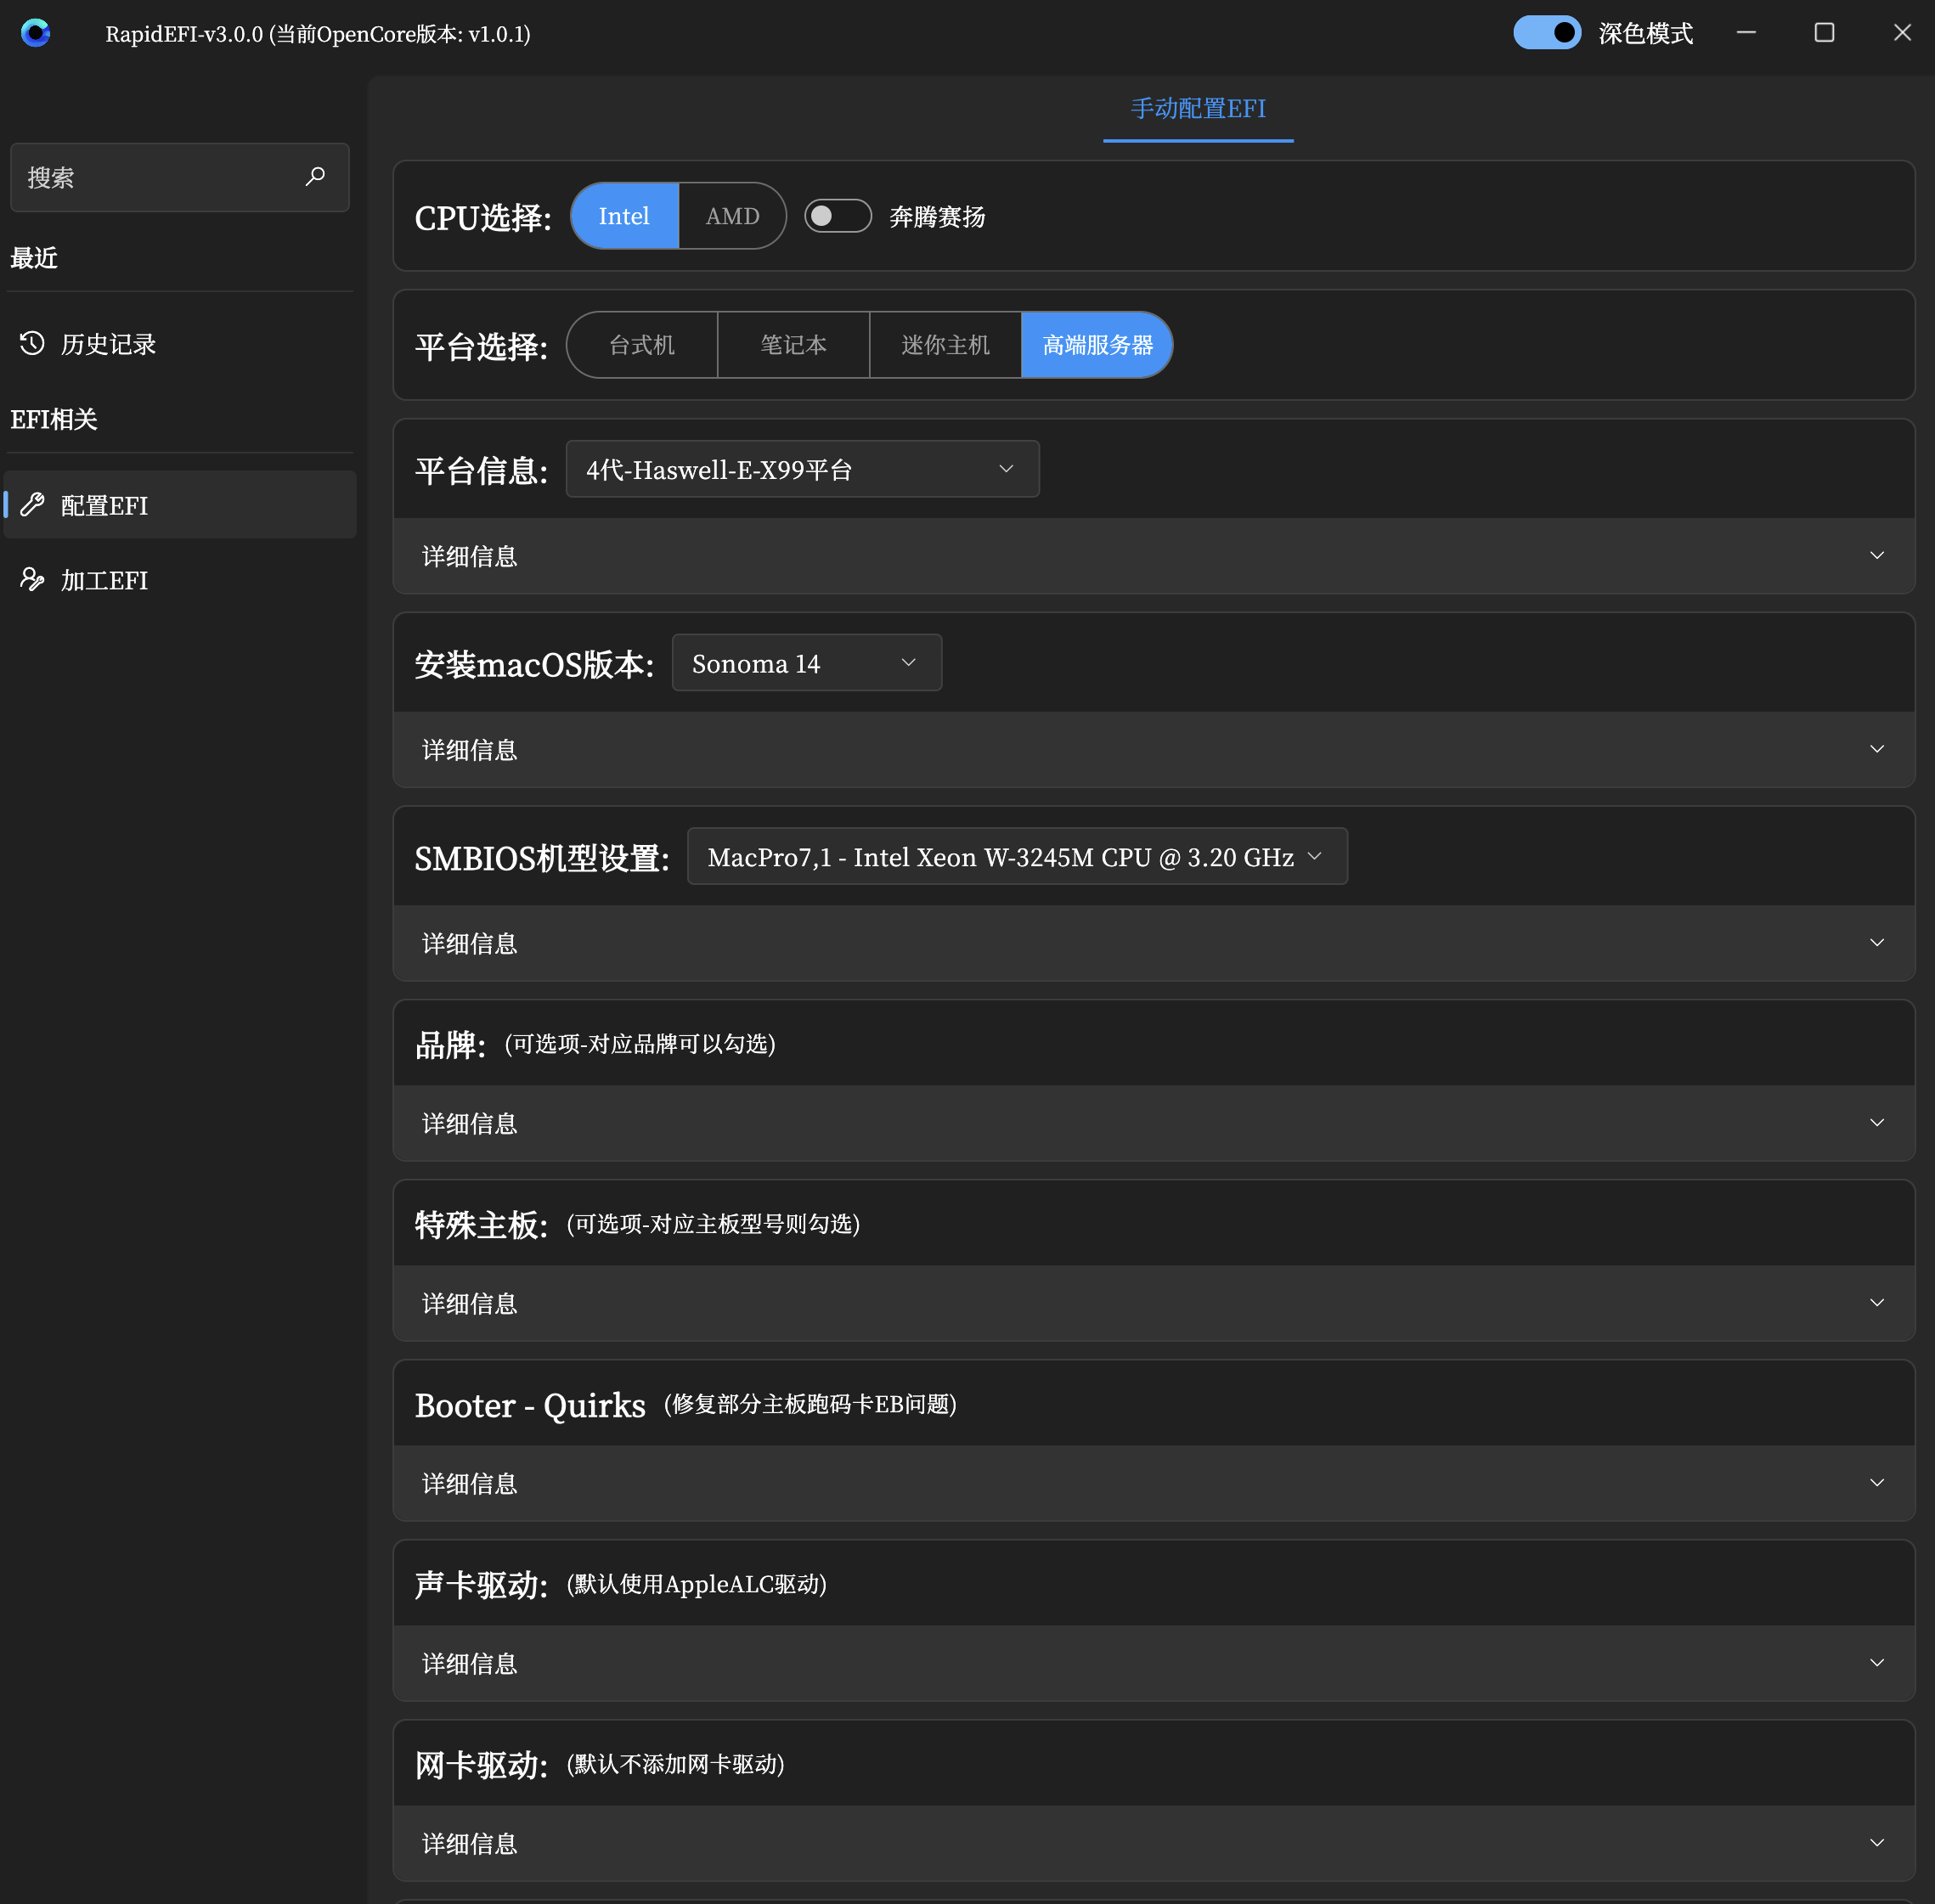 RapidEFI-v3.0.0 (当前OpenCore版本: v1.0.1)
深色模式
搜索
最近
历史记录
EFI相关
配置EFI
加工EFI
手动配置EFI
CPU选择: Intel AMD 奔腾赛扬
平台选择: 台式机 笔记本 迷你主机 高端服务器
平台信息: 4代-Haswell-E-X99平台
详细信息
安装macOS版本: Sonoma 14
详细信息
SMBIOS机型设置: MacPro7,1 - Intel Xeon W-3245M CPU @ 3.20 GHz
详细信息
品牌: (可选项-对应品牌可以勾选)
详细信息
特殊主板: (可选项-对应主板型号则勾选)
详细信息
Booter - Quirks (修复部分主板跑码卡EB问题)
详细信息
声卡驱动: (默认使用AppleALC驱动)
详细信息
网卡驱动: (默认不添加网卡驱动)
详细信息